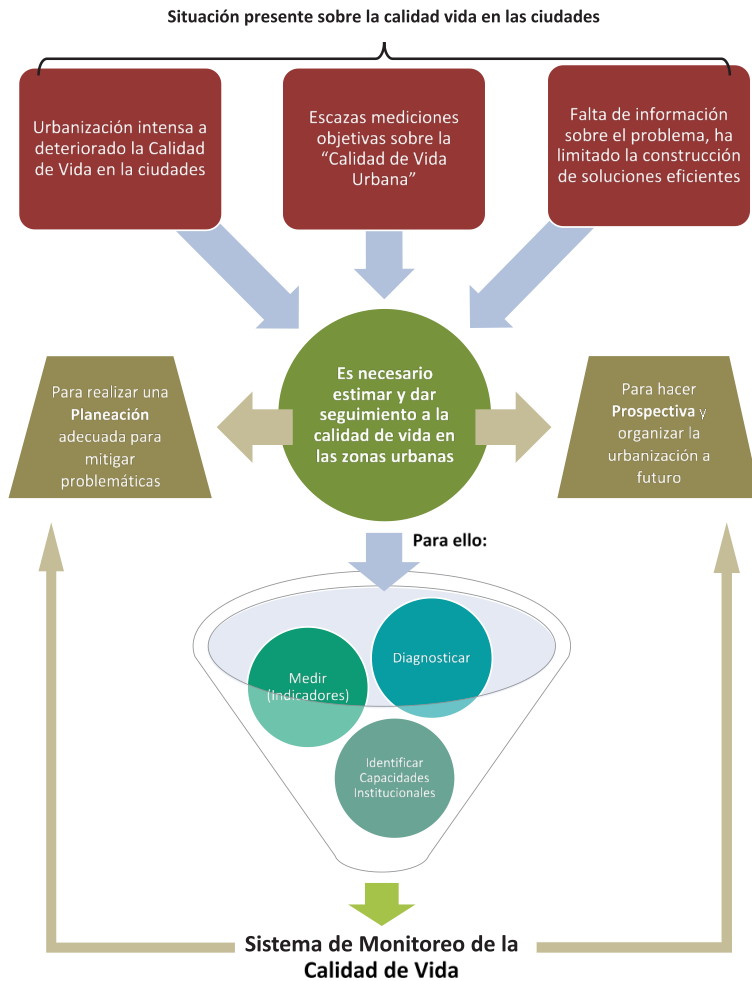 Situación presente sobre la calidad vida en las ciudades
Urbanización intensa a
deteriorado la Calidad
de Vida en la ciudades
Escazas mediciones
objetivas sobre la
“Calidad de Vida
Urbana”
Falta de información
sobre el problema, ha
limitado la construcción
de soluciones eficientes
Es necesario
estimar y dar
seguimiento a la
calidad de vida en
las zonas urbanas
Para realizar una
Planeación
adecuada para
mitigar
problemáticas
Para hacer
Prospectiva y
organizar la
urbanización a
futuro
Para ello:
Diagnosticar
Medir
(Indicadores)
Identificar
Capacidades
Institucionales
Sistema de Monitoreo de la
Calidad de Vida